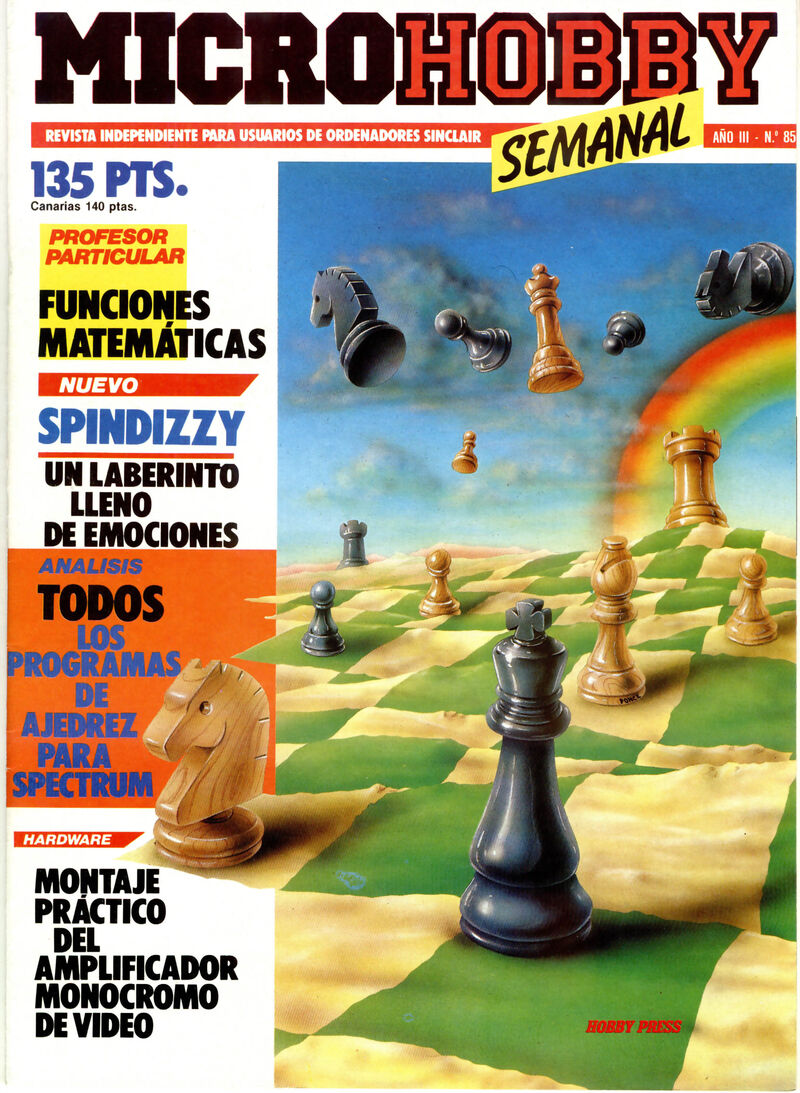 MICROHOBBY
REVISTA INDEPENDIENTE PARA USUARIOS DE ORDENADORES SINCLAIR
SEMANAL
AÑO III - N.º 85
135 PTS.
Canarias 140 ptas.
PROFESOR
PARTICULAR
FUNCIONES
MATEMÁTICAS
NUEVO
SPINDIZZY
UN LABERINTO
LLENO
DE EMOCIONES
ANALISIS
TODOS
LOS
PROGRAMAS
DE
AJEDREZ
PARA
SPECTRUM
HARDWARE
MONTAJE
PRÁCTICO
DEL
AMPLIFICADOR
MONOCROMO
DE VIDEO
PONCE
HOBBY PRESS